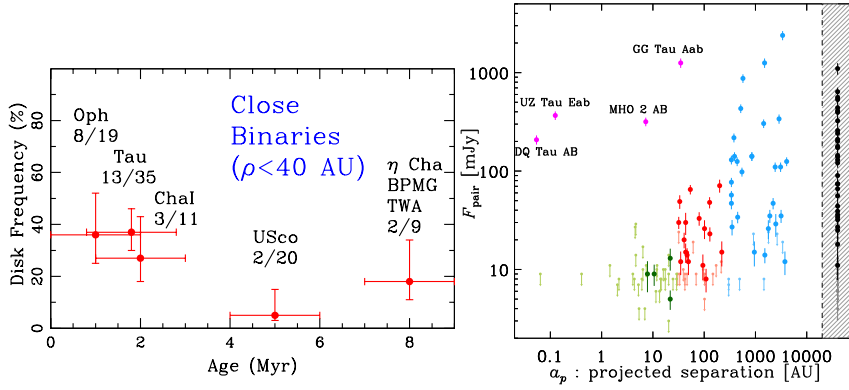 Disk Frequency (%)
80
60
40
20
0
Oph
8/19
Tau
13/35
ChaI
3/11
Close
Binaries
(ρ<40 AU)
USco
2/20
η Cha
BPMG
TWA
2/9
0 2 4 6 8
Age (Myr)
F_pair [mJy]
1000
100
10
GG Tau Aab
UZ Tau Eab
MHO 2 AB
DQ Tau AB
0.1 1 10 100 1000 10000
a_p : projected separation [AU]